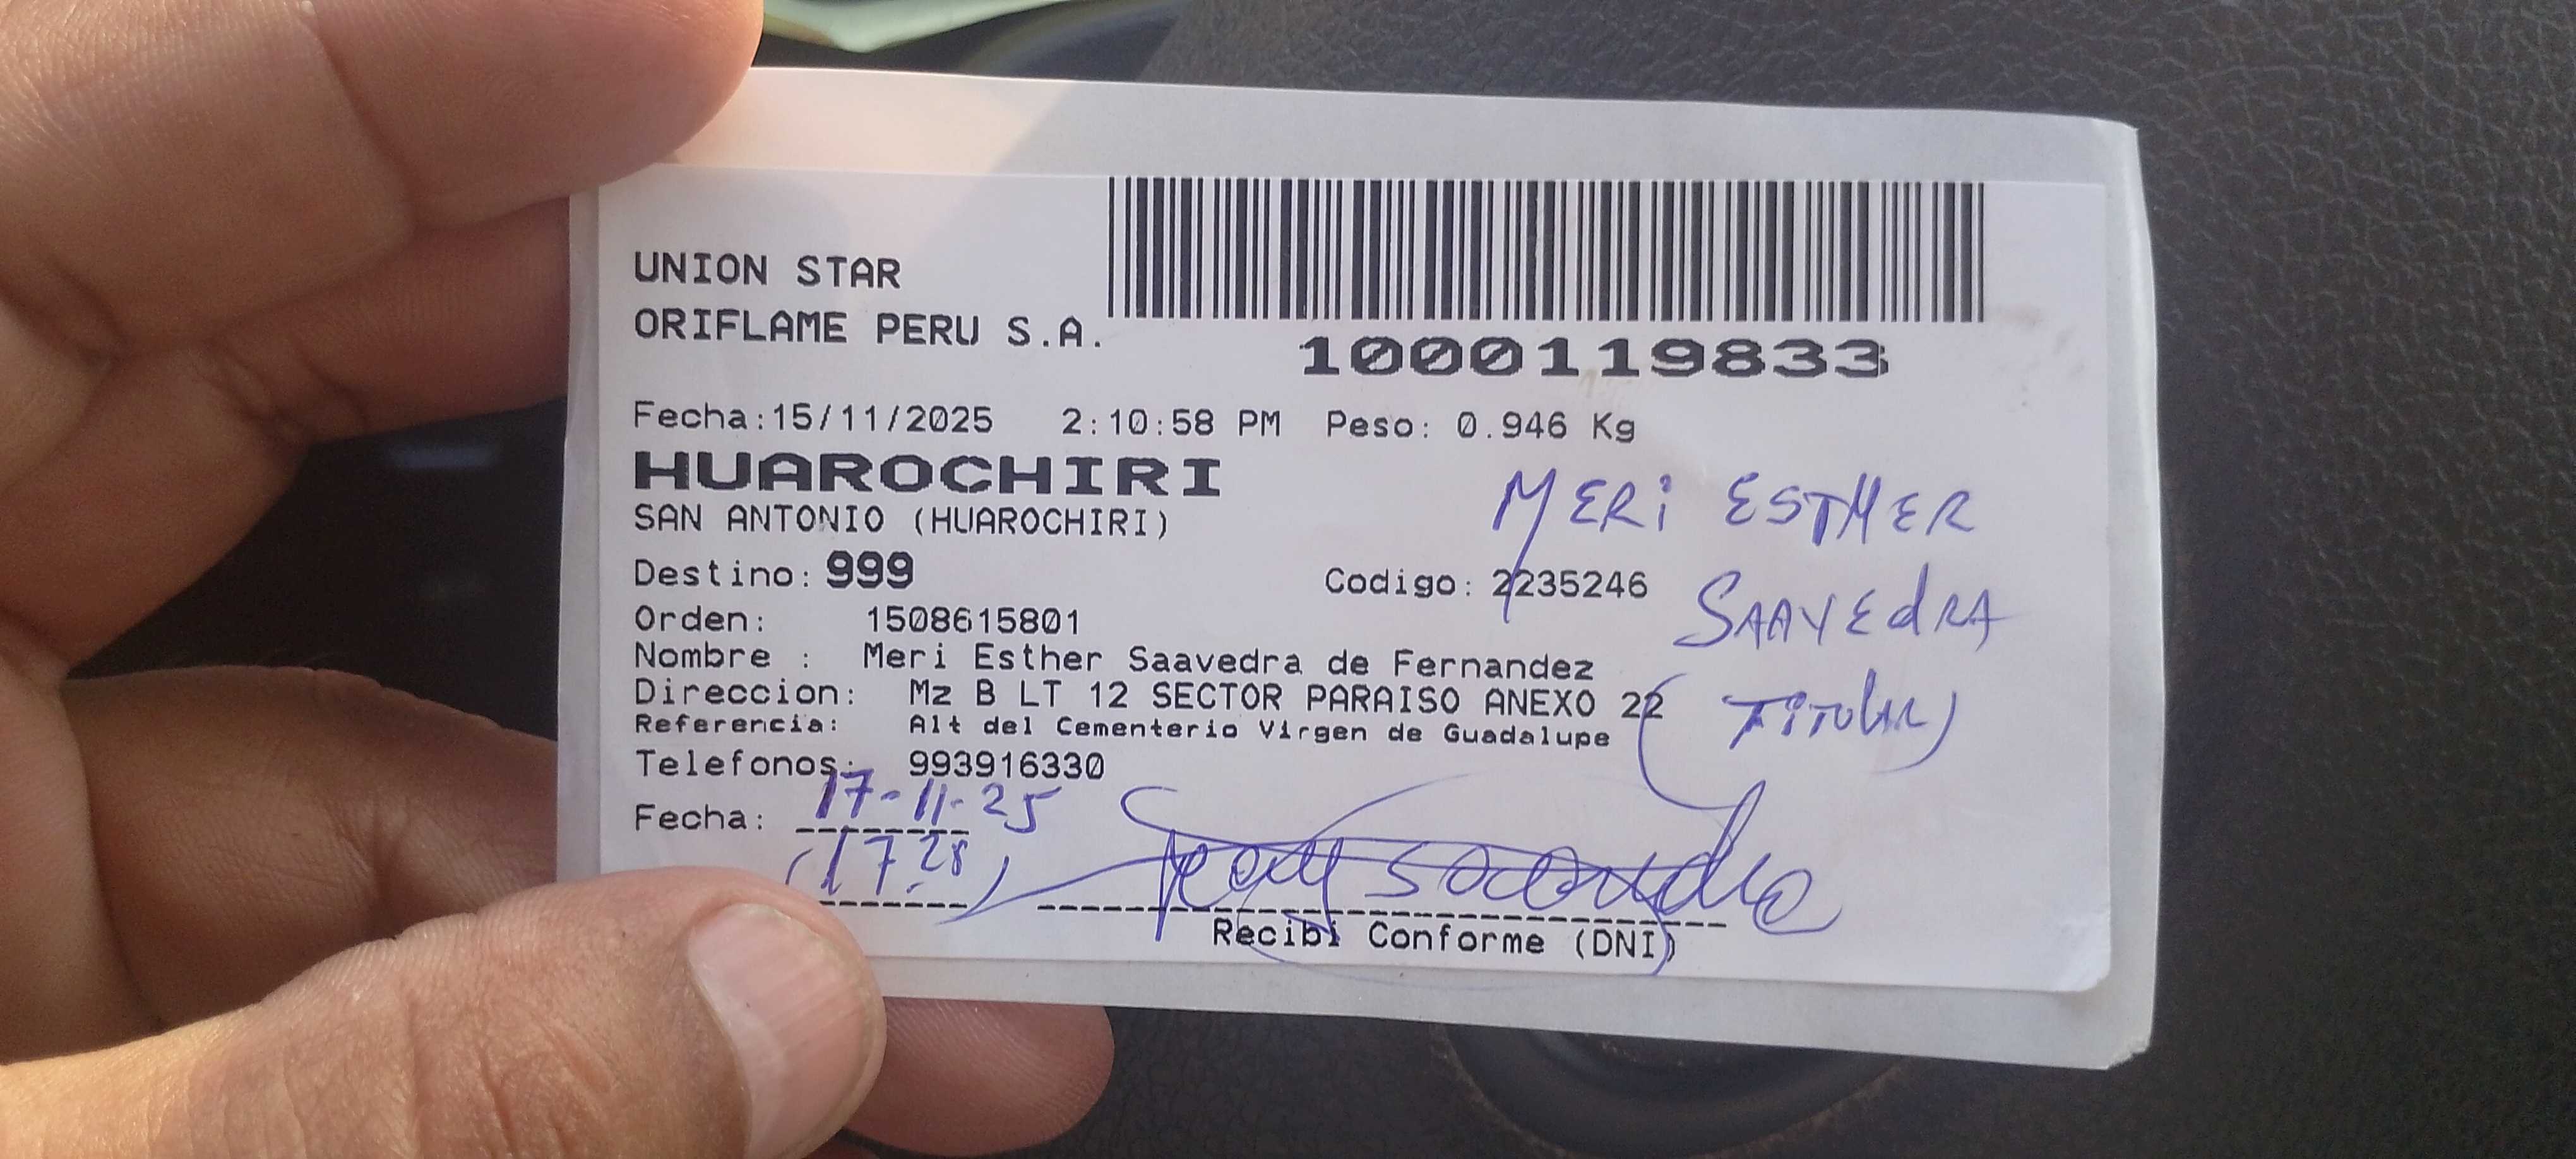 UNION STAR
ORIFLAME PERU S.A.
1000119833
Fecha:15/11/2025 2:10:58 PM Peso: 0.946 Kg
HUAROCHIRI
SAN ANTONIO (HUAROCHIRI)
MERi ESTHER
Destino: 999 Codigo: 2235246
SAAVEdRA
Orden: 1508615801
Nombre : Meri Esther Saavedra de Fernandez
Direccion: Mz B LT 12 SECTOR PARAISO ANEXO 22
(Titular)
Referencia: Alt del Cementerio Virgen de Guadalupe
Telefonos: 993916330
Fecha: 17-11-25
(17.28)
Recibi Conforme (DNI)